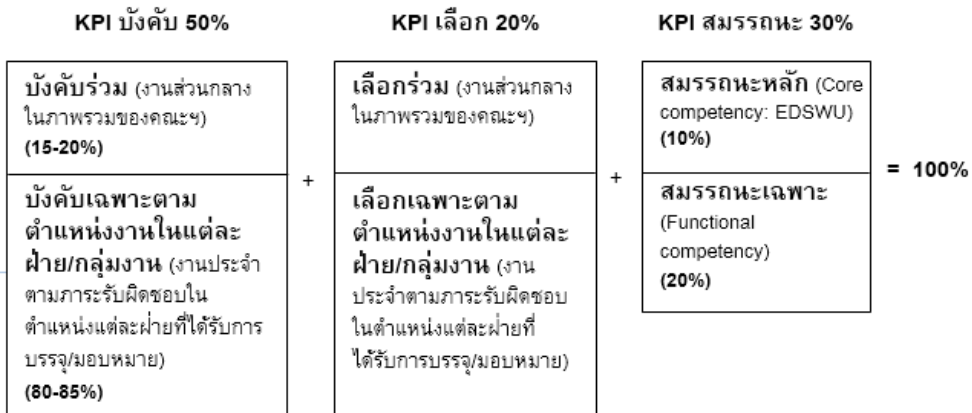 KPI บังคับ 50%
KPI เลือก 20%
KPI สมรรถนะ 30%
บังคับร่วม (งานส่วนกลาง
ในภาพรวมของคณะฯ)
(15-20%)
บังคับเฉพาะตาม
ตำแหน่งงานในแต่ละ
ฝ่าย/กลุ่มงาน (งานประจำ
ตามภาระรับผิดชอบใน
ตำแหน่งแต่ละฝ่ายที่ได้รับการ
บรรจุ/มอบหมาย)
(80-85%)
+
เลือกร่วม (งานส่วนกลาง
ในภาพรวมของคณะฯ)
เลือกเฉพาะตาม
ตำแหน่งงานในแต่ละ
ฝ่าย/กลุ่มงาน (งาน
ประจำตามภาระรับผิดชอบ
ในตำแหน่งแต่ละฝ่ายที่
ได้รับการบรรจุ/มอบหมาย)
+
สมรรถนะหลัก (Core
competency: EDSWU)
(10%)
สมรรถนะเฉพาะ
(Functional
competency)
(20%)
= 100%